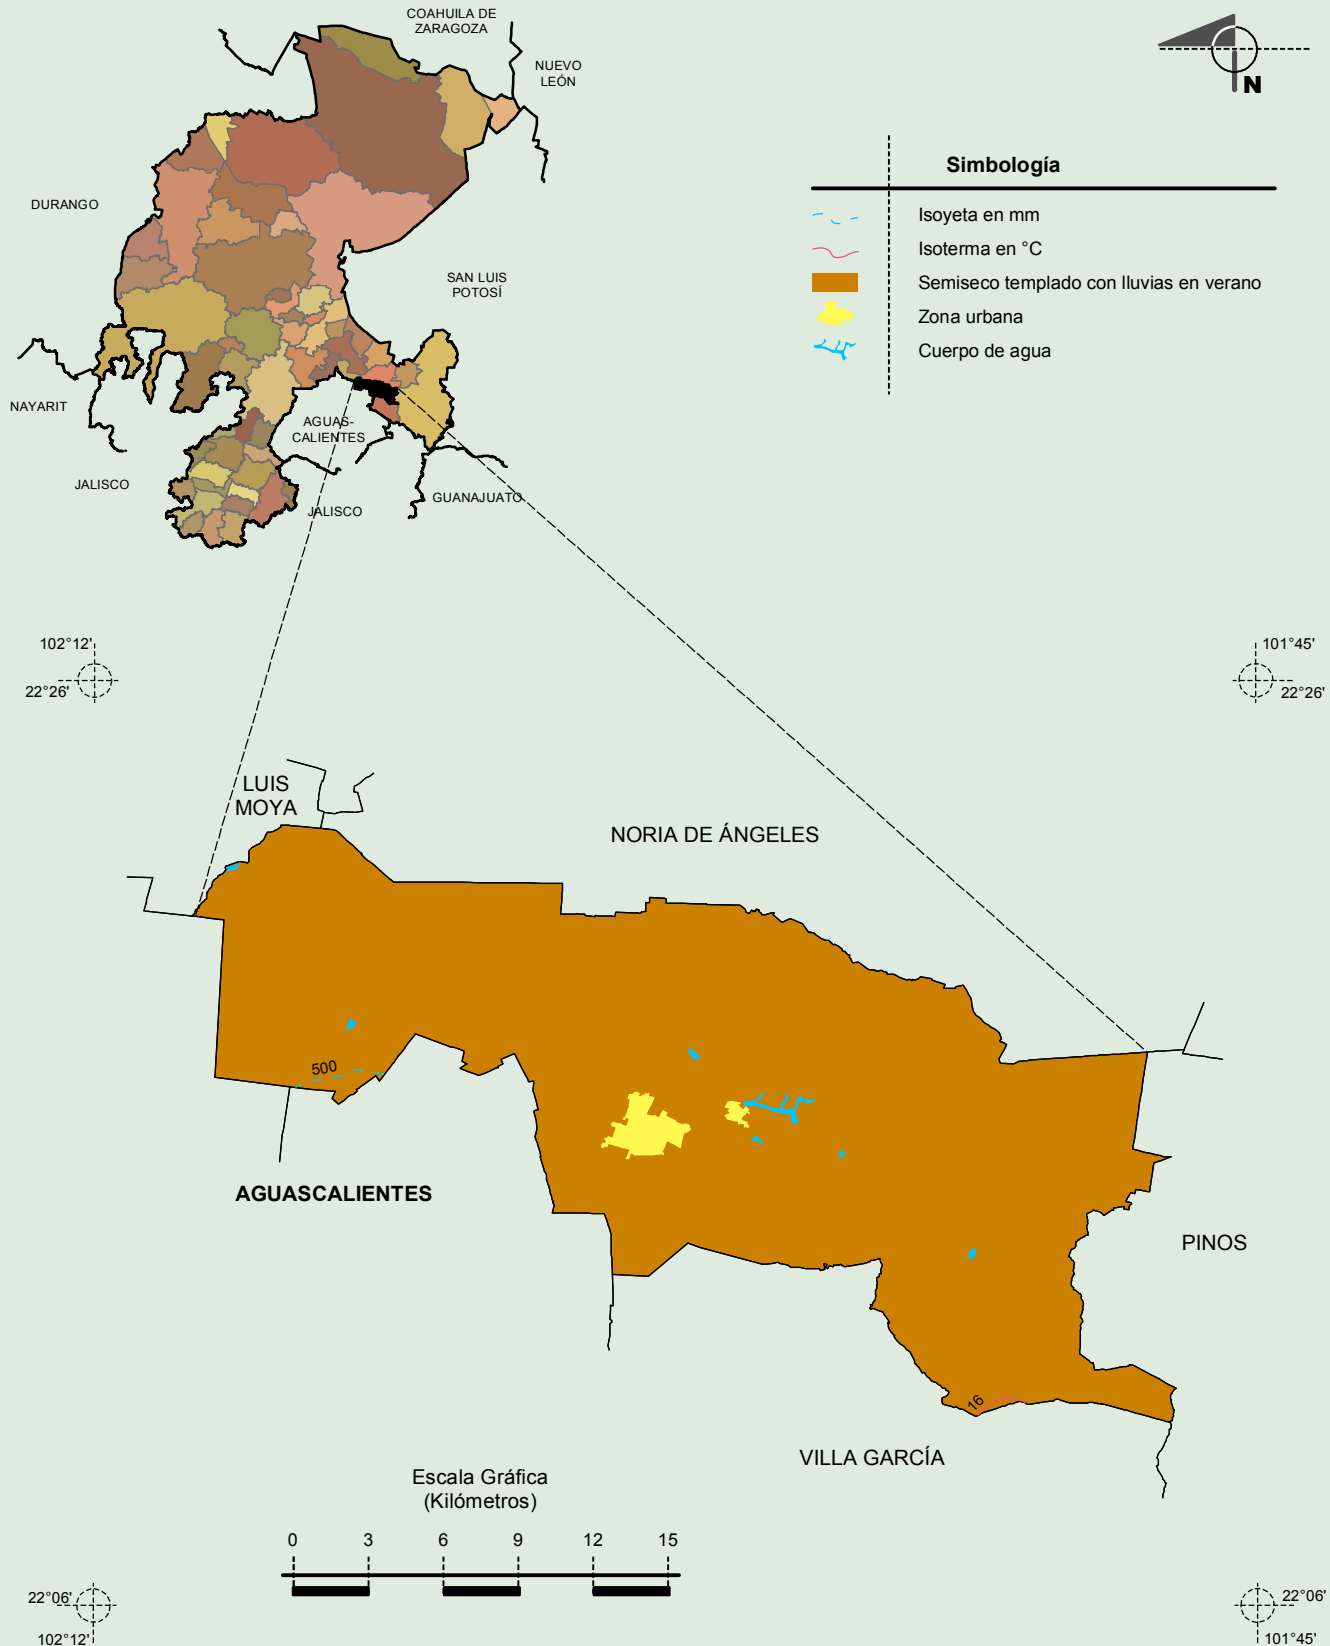 COAHUILA DE
ZARAGOZA
NUEVO
LEÓN
DURANGO
SAN LUIS
POTOSÍ
NAYARIT
AGUAS-
CALIENTES
JALISCO
GUANAJUATO
JALISCO
N
Simbología
Isoyeta en mm
Isoterma en °C
Semiseco templado con lluvias en verano
Zona urbana
Cuerpo de agua
102°12'
22°26'
101°45'
22°26'
LUIS
MOYA
NORIA DE ÁNGELES
500
AGUASCALIENTES
PINOS
16
VILLA GARCÍA
Escala Gráfica
(Kilómetros)
0 3 6 9 12 15
22°06'
102°12'
22°06'
101°45'